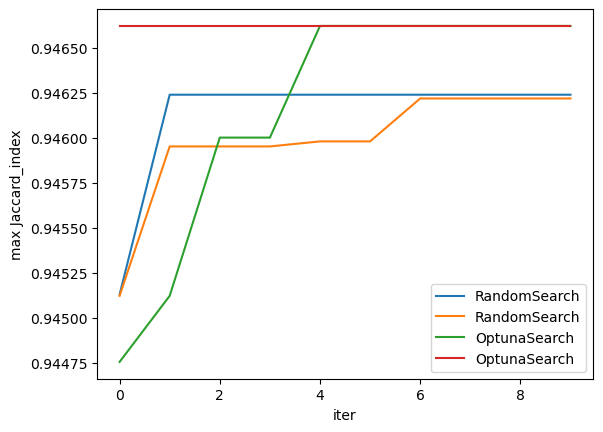 0.94650
0.94625
0.94600
0.94575
0.94550
0.94525
0.94500
0.94475
max Jaccard_index
0 2 4 6 8
iter
RandomSearch
RandomSearch
OptunaSearch
OptunaSearch